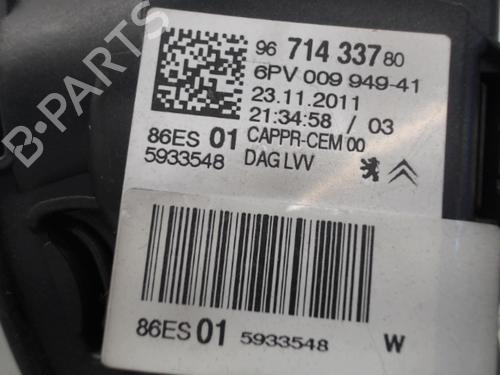 B-PARTS
96 714 337 80
6PV 009 949-41
23.11.2011
21:34:58 / 03
86ES 01 CAPPR-CEM 00
5933548 DAG LVV
86ES 01 5933548 W